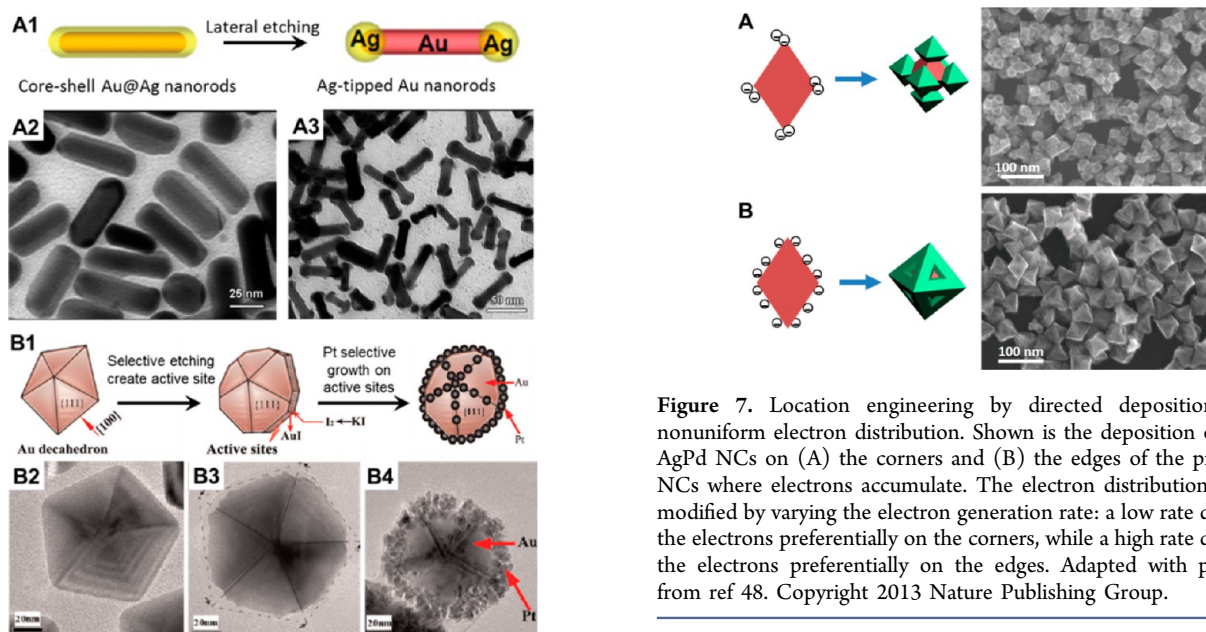 A1
Lateral etching
Ag
Au
Ag
Core-shell Au@Ag nanorods
Ag-tipped Au nanorods
A2
25 nm
A3
50 nm
B1
Selective etching
create active site
Pt selective
growth on
active sites
{111}
{100}
Au decahedron
{111}
AuI
I₂←KI
Active sites
{111}
Au
Pt
B2
20nm
B3
20nm
B4
Au
Pt
20nm
A
100 nm
B
100 nm
Figure 7. Location engineering by directed deposition
nonuniform electron distribution. Shown is the deposition
AgPd NCs on (A) the corners and (B) the edges of the
NCs where electrons accumulate. The electron distribution
modified by varying the electron generation rate: a low rate
the electrons preferentially on the corners, while a high rate
the electrons preferentially on the edges. Adapted with
from ref 48. Copyright 2013 Nature Publishing Group.